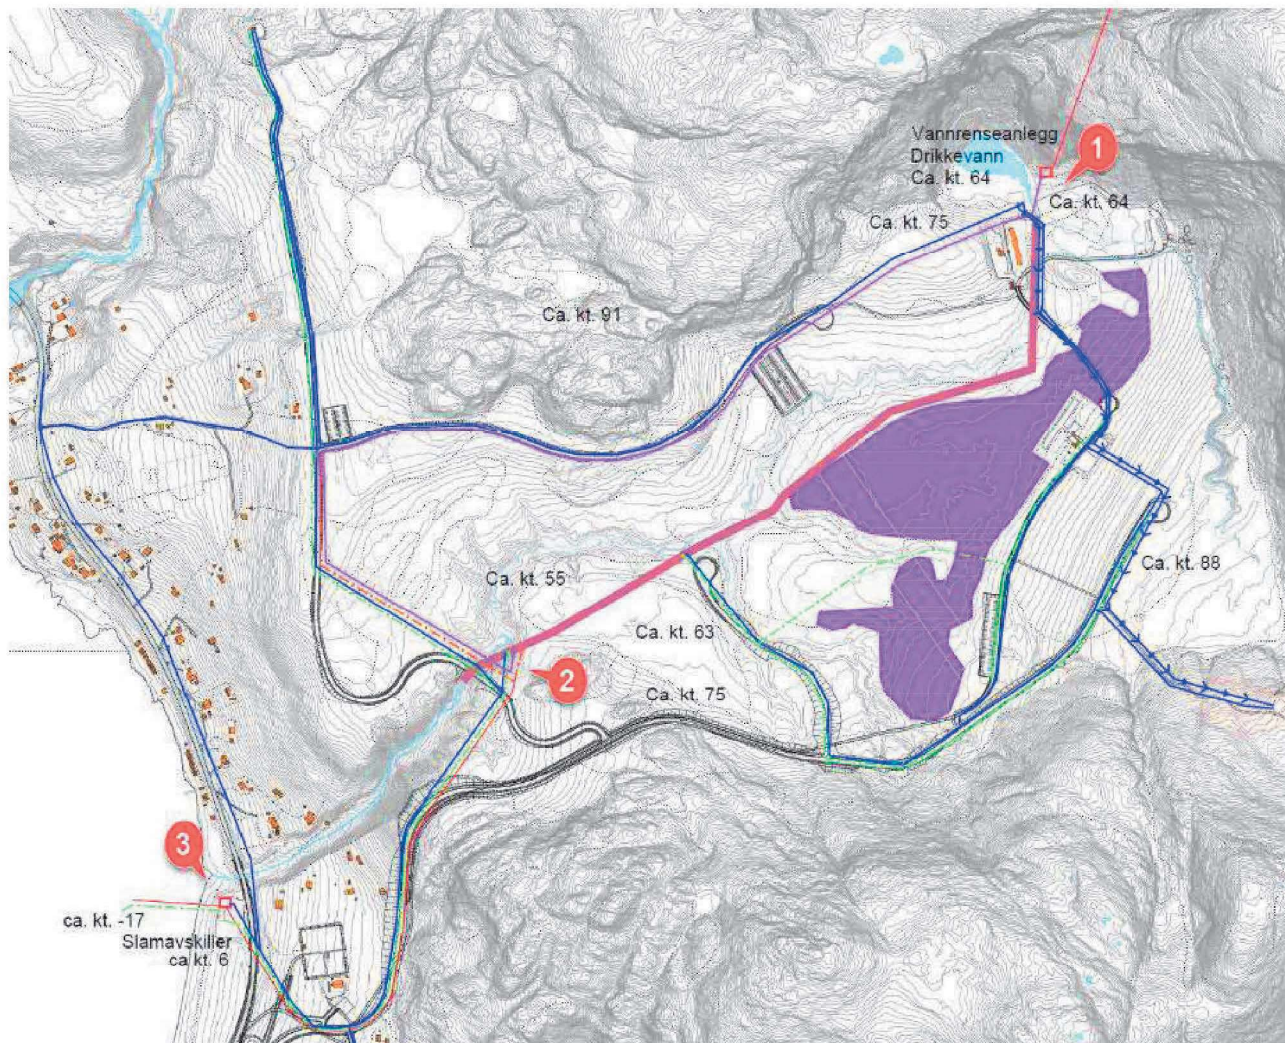 Vannrenseanlegg
Drikkevann
Ca. kt. 64
1
Ca. kt. 64
Ca. kt. 75
Ca. kt. 91
Ca. kt. 55
Ca. kt. 88
Ca. kt. 63
2
Ca. kt. 75
3
ca. kt. -17
Slamavskiller
ca kt. 6